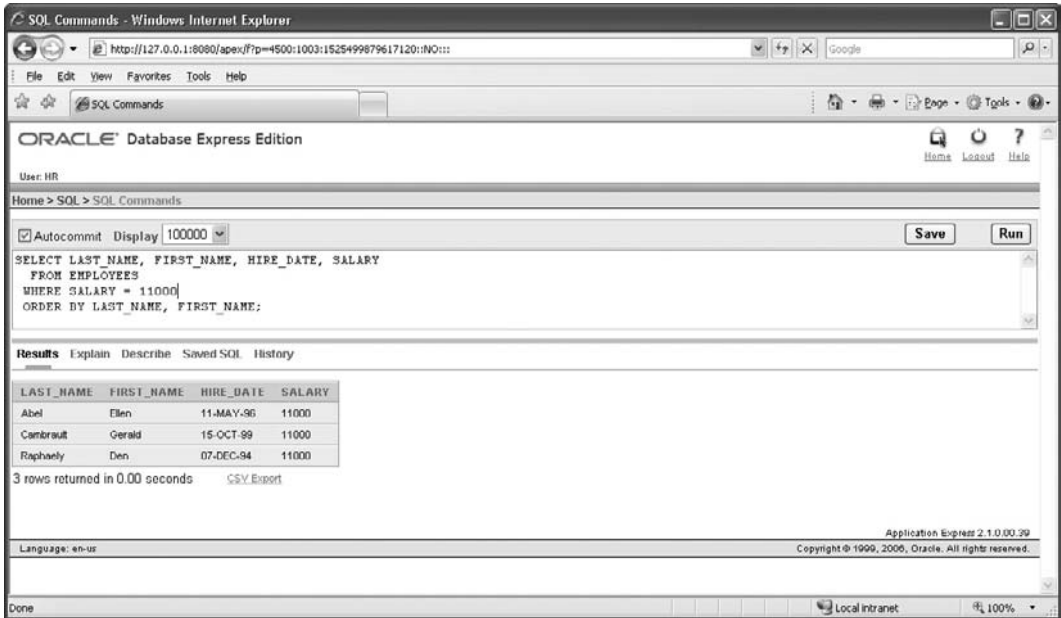 SQL Commands - Windows Internet Explorer
http://127.0.0.1:8080/apex/f?p=4500:1003:1525499879617120::NO:::
Google
File Edit View Favorites Tools Help
SQL Commands
Page Tools
ORACLE Database Express Edition
Home Logout Help
User: HR
Home > SQL > SQL Commands
Autocommit Display 100000
Save Run
SELECT LAST_NAME, FIRST_NAME, HIRE_DATE, SALARY
FROM EMPLOYEES
WHERE SALARY = 11000
ORDER BY LAST_NAME, FIRST_NAME;
Results Explain Describe Saved SQL History
LAST_NAME FIRST_NAME HIRE_DATE SALARY
Abel Ellen 11-MAY-96 11000
Cambrault Gerald 15-OCT-99 11000
Raphaely Den 07-DEC-94 11000
3 rows returned in 0.00 seconds CSV Export
Application Express 2.1.0.00.39
Language: en-us Copyright © 1999, 2006, Oracle. All rights reserved.
Done Local intranet 100%